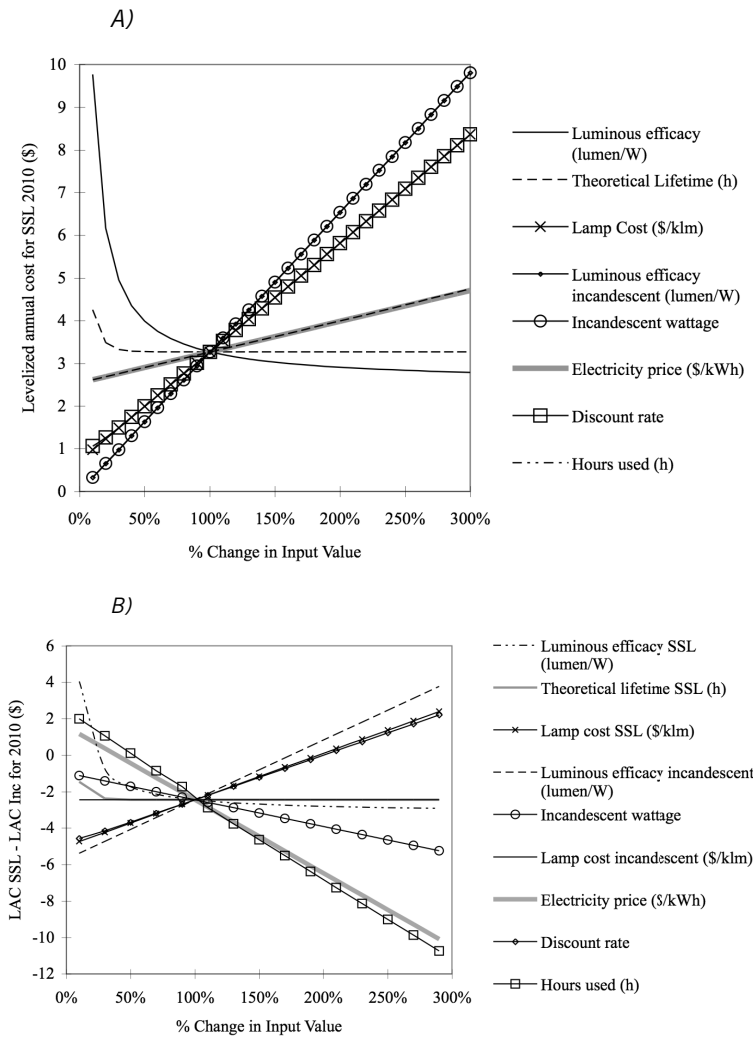 A)
Levelized annual cost for SSL 2010 ($)
10
9
8
7
6
5
4
3
2
1
0
0% 50% 100% 150% 200% 250% 300%
% Change in Input Value
Luminous efficacy
(lumen/W)
Theoretical Lifetime (h)
Lamp Cost ($/klm)
Luminous efficacy
incandescent (lumen/W)
Incandescent wattage
Electricity price ($/kWh)
Discount rate
Hours used (h)
B)
LAC SSL - LAC Inc for 2010 ($)
6
4
2
0
-2
-4
-6
-8
-10
-12
0% 50% 100% 150% 200% 250% 300%
% Change in Input Value
Luminous efficacy SSL
(lumen/W)
Theoretical lifetime SSL (h)
Lamp cost SSL ($/klm)
Luminous efficacy incandescent
(lumen/W)
Incandescent wattage
Lamp cost incandescent ($/klm)
Electricity price ($/kWh)
Discount rate
Hours used (h)